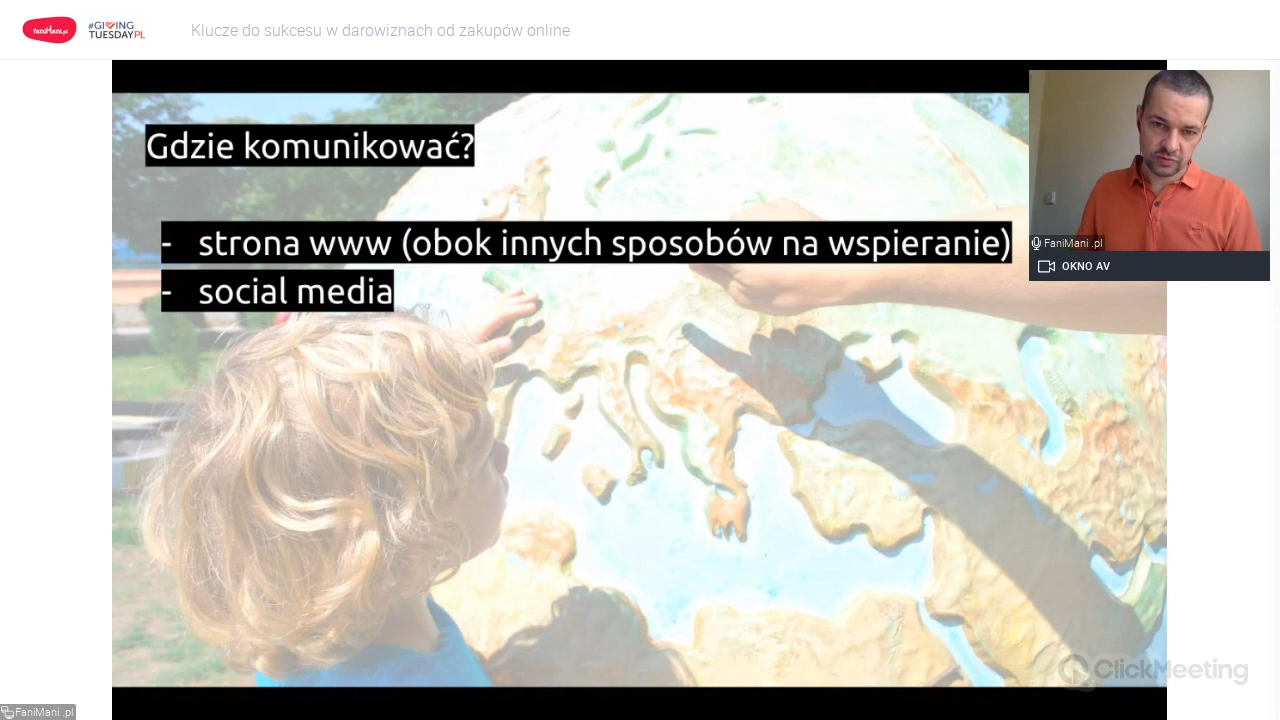 faniMani.pl
#GIVING
TUESDAYPL
Klucze do sukcesu w darowiznach od zakupów online
Gdzie komunikować?
- strona www (obok innych sposobów na wspieranie)
- social media
FaniMani .pl
OKNO AV
ClickMeeting
FaniMani .pl